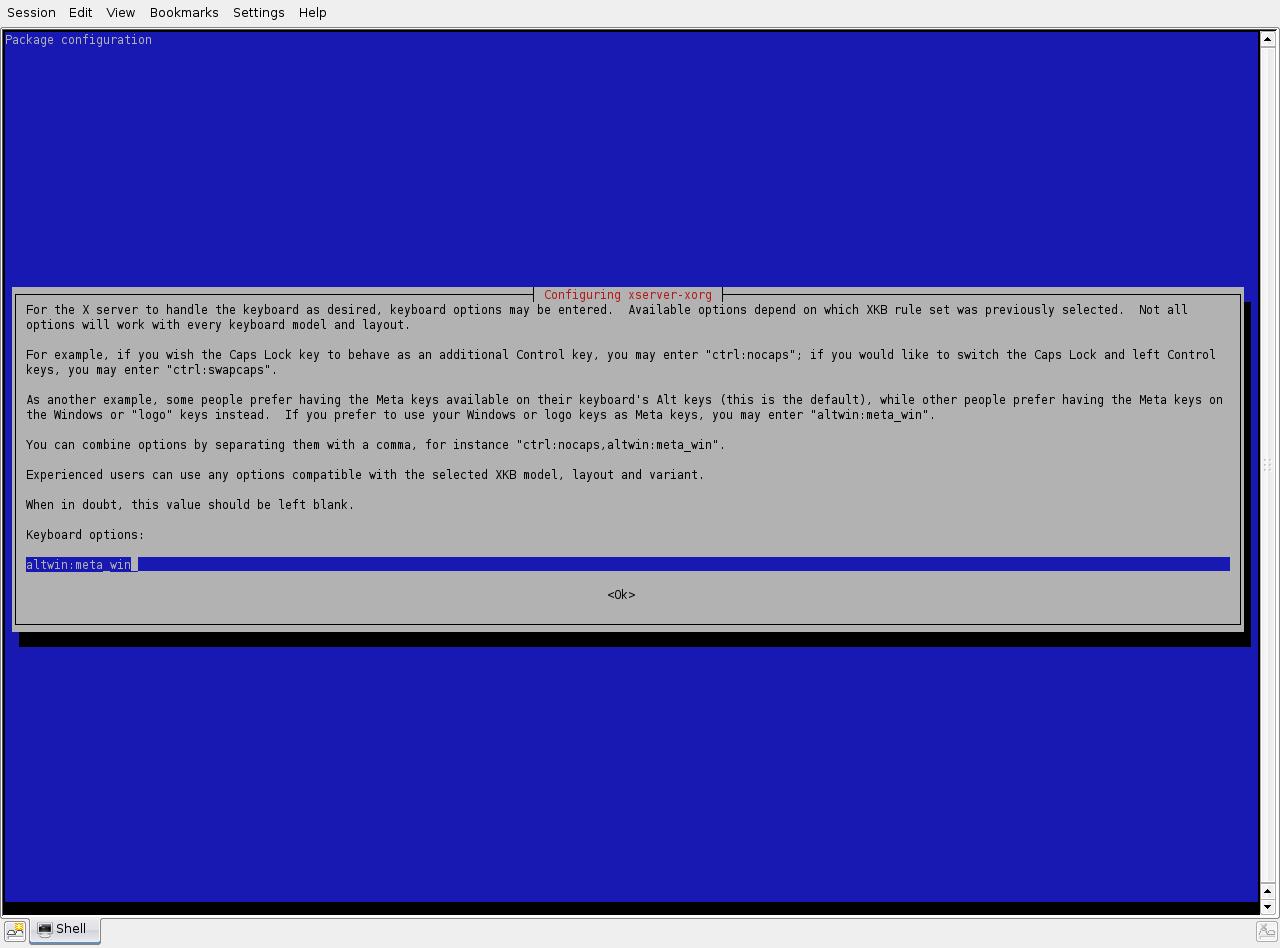 Session Edit View Bookmarks Settings Help
Package configuration
Configuring xserver-xorg
For the X server to handle the keyboard as desired, keyboard options may be entered.  Available options depend on which XKB rule set was previously selected.  Not all
options will work with every keyboard model and layout.
For example, if you wish the Caps Lock key to behave as an additional Control key, you may enter "ctrl:nocaps"; if you would like to switch the Caps Lock and left Control
keys, you may enter "ctrl:swapcaps".
As another example, some people prefer having the Meta keys available on their keyboard's Alt keys (this is the default), while other people prefer having the Meta keys on
the Windows or "logo" keys instead.  If you prefer to use your Windows or logo keys as Meta keys, you may enter "altwin:meta_win".
You can combine options by separating them with a comma, for instance "ctrl:nocaps,altwin:meta_win".
Experienced users can use any options compatible with the selected XKB model, layout and variant.
When in doubt, this value should be left blank.
Keyboard options:
altwin:meta_win
<Ok>
Shell